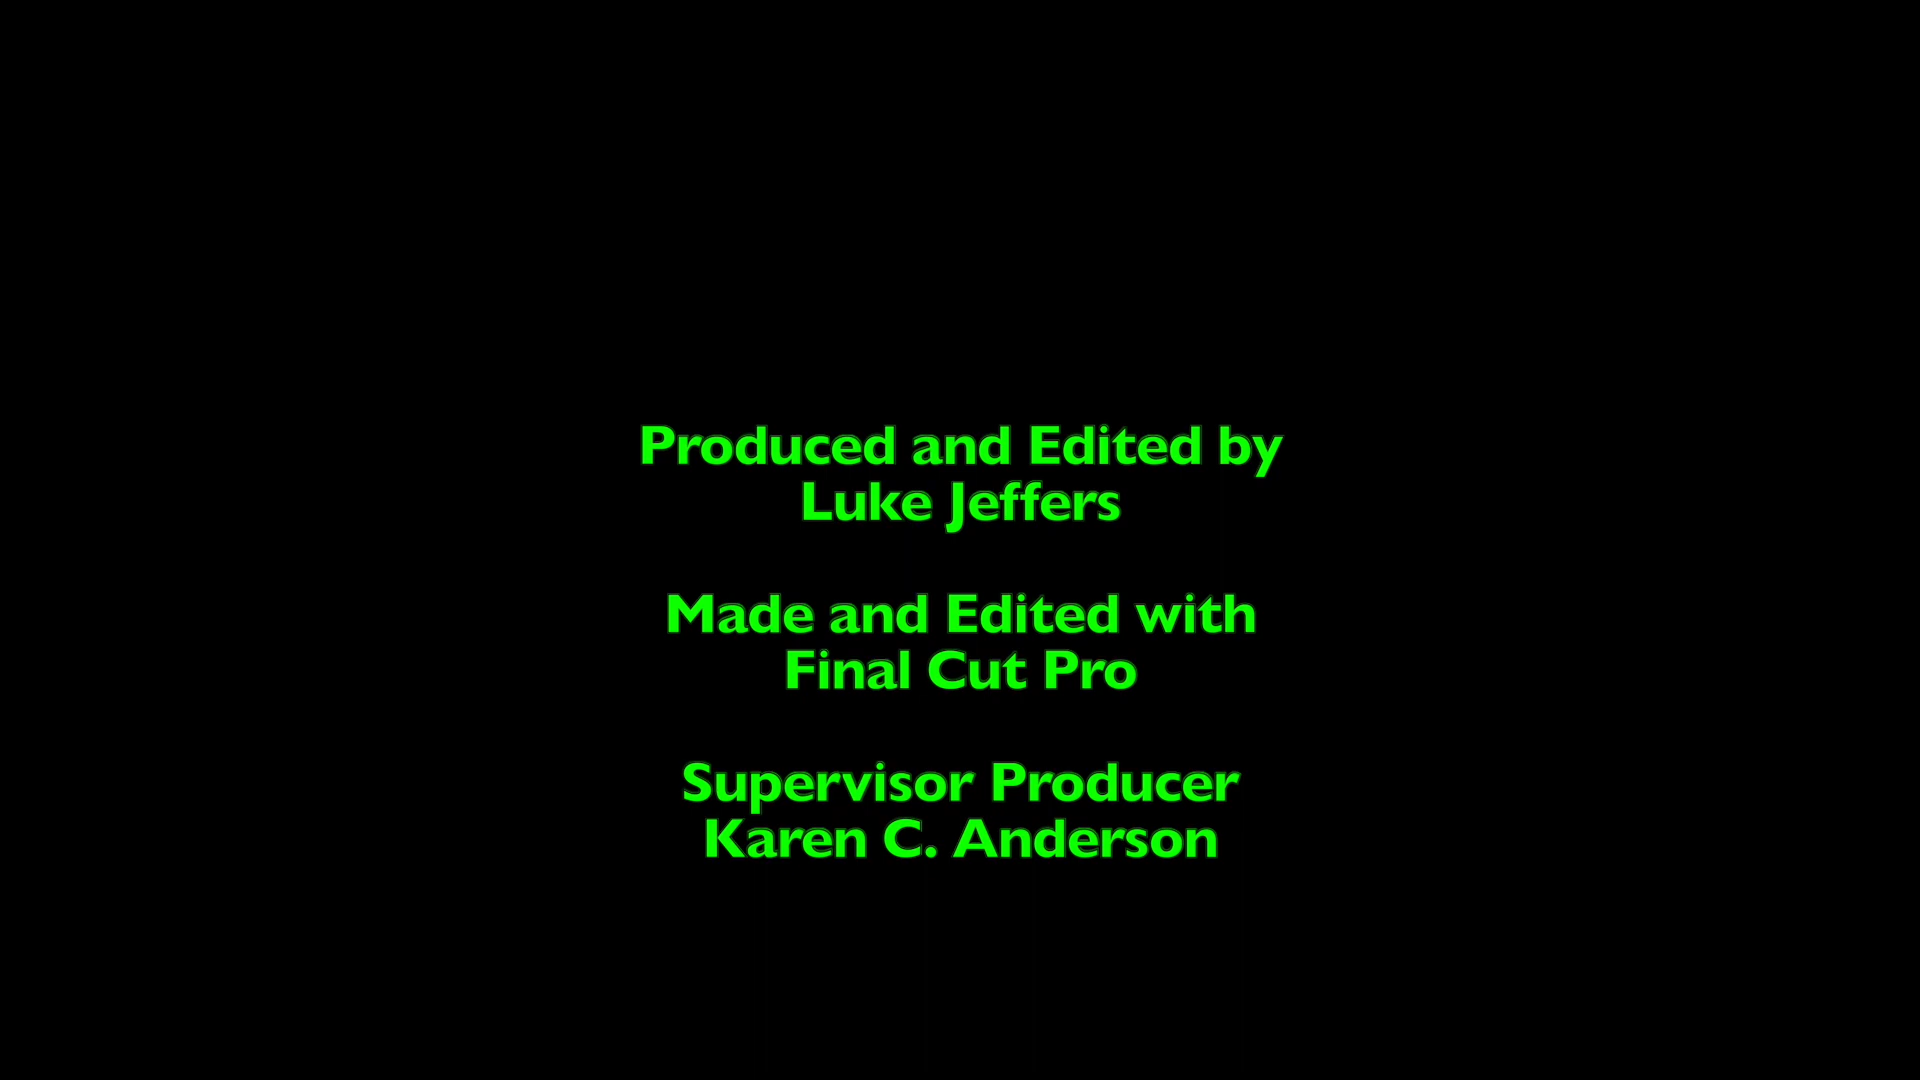 Produced and Edited by
Luke Jeffers
Made and Edited with
Final Cut Pro
Supervisor Producer
Karen C. Anderson